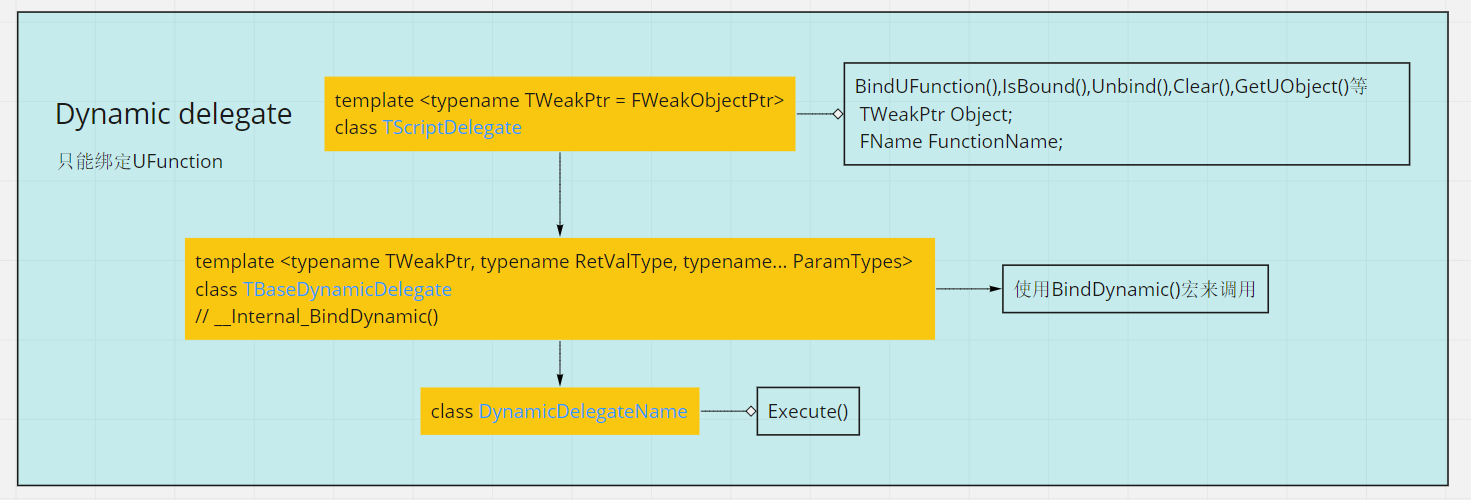 Dynamic delegate
只能绑定UFunction
template <typename TWeakPtr = FWeakObjectPtr>
class TScriptDelegate
BindUFunction(),IsBound(),Unbind(),Clear(),GetUObject()等
TWeakPtr Object;
FName FunctionName;
template <typename TWeakPtr, typename RetValType, typename... ParamTypes>
class TBaseDynamicDelegate
// __Internal_BindDynamic()
使用BindDynamic()宏来调用
class DynamicDelegateName
Execute()